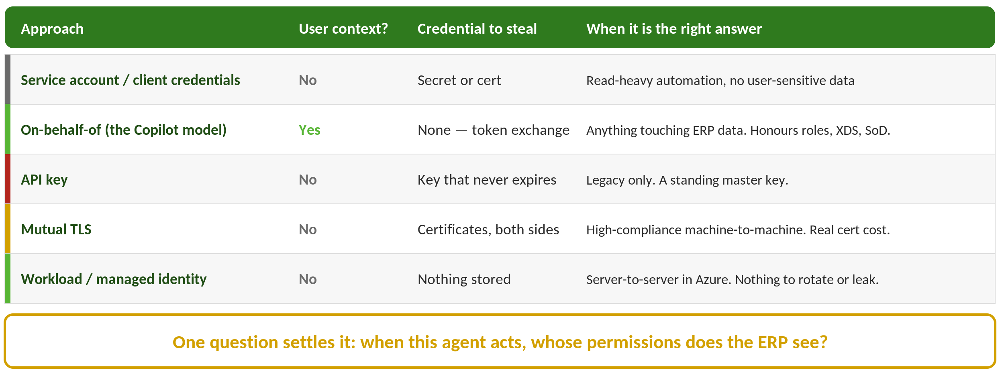 Approach User context? Credential to steal When it is the right answer
Service account / client credentials No Secret or cert Read-heavy automation, no user-sensitive data
On-behalf-of (the Copilot model) Yes None — token exchange Anything touching ERP data. Honours roles, XDS, SoD.
API key No Key that never expires Legacy only. A standing master key.
Mutual TLS No Certificates, both sides High-compliance machine-to-machine. Real cert cost.
Workload / managed identity No Nothing stored Server-to-server in Azure. Nothing to rotate or leak.
One question settles it: when this agent acts, whose permissions does the ERP see?